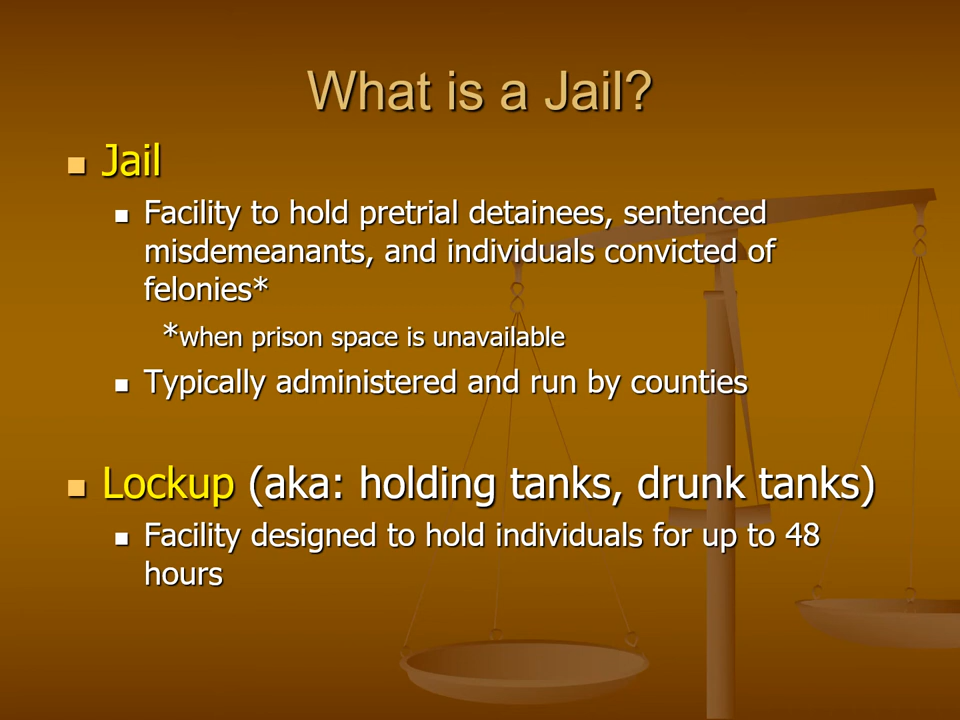 What is a Jail?
Jail
Facility to hold pretrial detainees, sentenced
misdemeanants, and individuals convicted of
felonies*
*when prison space is unavailable
Typically administered and run by counties
Lockup (aka: holding tanks, drunk tanks)
Facility designed to hold individuals for up to 48
hours